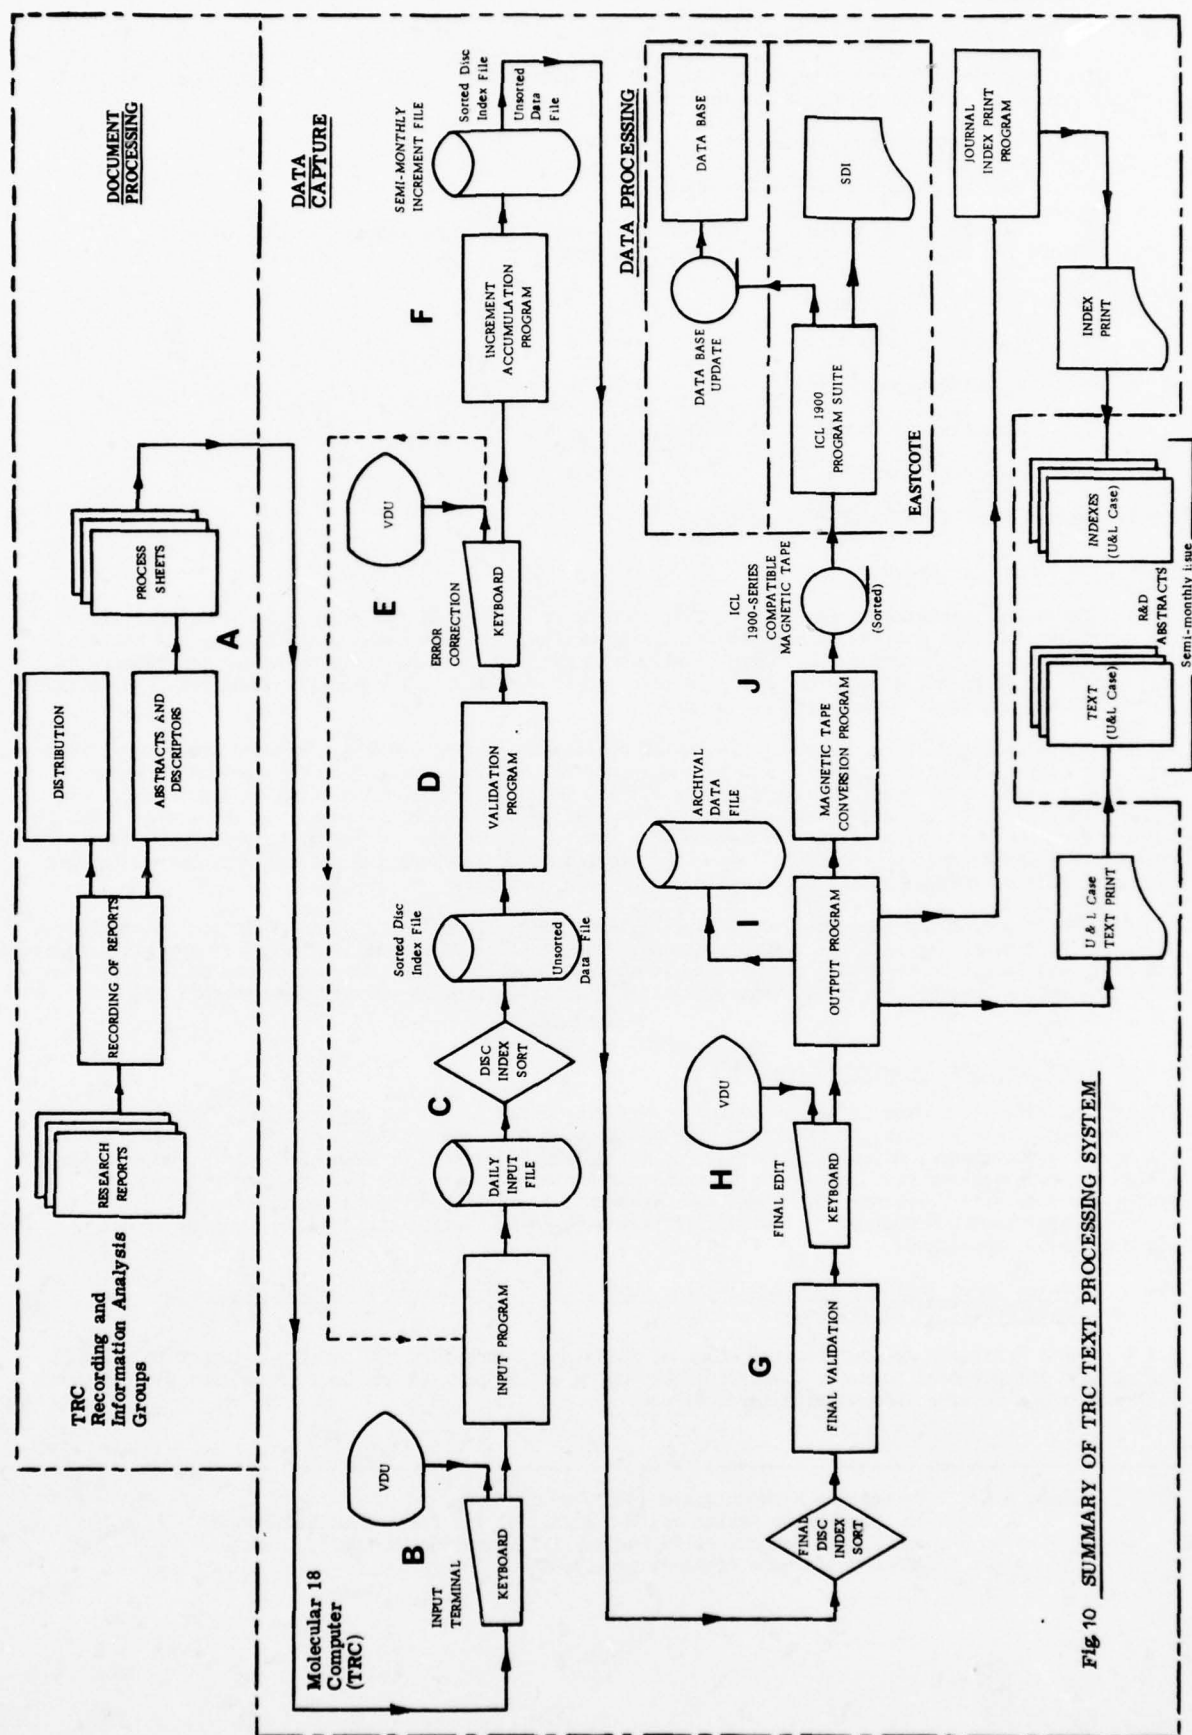 DOCUMENT
PROCESSING
TRC
Recording and
Information Analysis
Groups
RESEARCH
REPORTS
RECORDING OF REPORTS
DISTRIBUTION
ABSTRACTS AND
DESCRIPTORS
A
PROCESS
SHEETS
DATA
CAPTURE
Molecular 18
Computer
(TRC)
INPUT
TERMINAL
B
KEYBOARD
VDU
INPUT PROGRAM
DAILY
INPUT
FILE
C
DISC
INDEX
SORT
Sorted Disc
Index File
Unsorted
Data File
D
VALIDATION
PROGRAM
ERROR
CORRECTION
E
KEYBOARD
VDU
F
INCREMENT
ACCUMULATION
PROGRAM
SEMI-MONTHLY
INCREMENT FILE
Sorted Disc
Index File
Unsorted
Data
File
FINAL
DISC
INDEX
SORT
G
FINAL VALIDATION
FINAL EDIT
H
KEYBOARD
VDU
OUTPUT PROGRAM
I
ARCHIVAL
DATA
FILE
MAGNETIC TAPE
CONVERSION PROGRAM
J
ICL
1900-SERIES
COMPATIBLE
MAGNETIC TAPE
(Sorted)
DATA PROCESSING
ICL 1900
PROGRAM SUITE
EASTCOTE
DATA BASE
UPDATE
DATA BASE
SDI
JOURNAL
INDEX PRINT
PROGRAM
INDEX
PRINT
U & L Case
TEXT PRINT
TEXT
(U&L Case)
INDEXES
(U&L Case)
R&D
ABSTRACTS
Semi-monthly issue
Fig. 10 SUMMARY OF TRC TEXT PROCESSING SYSTEM